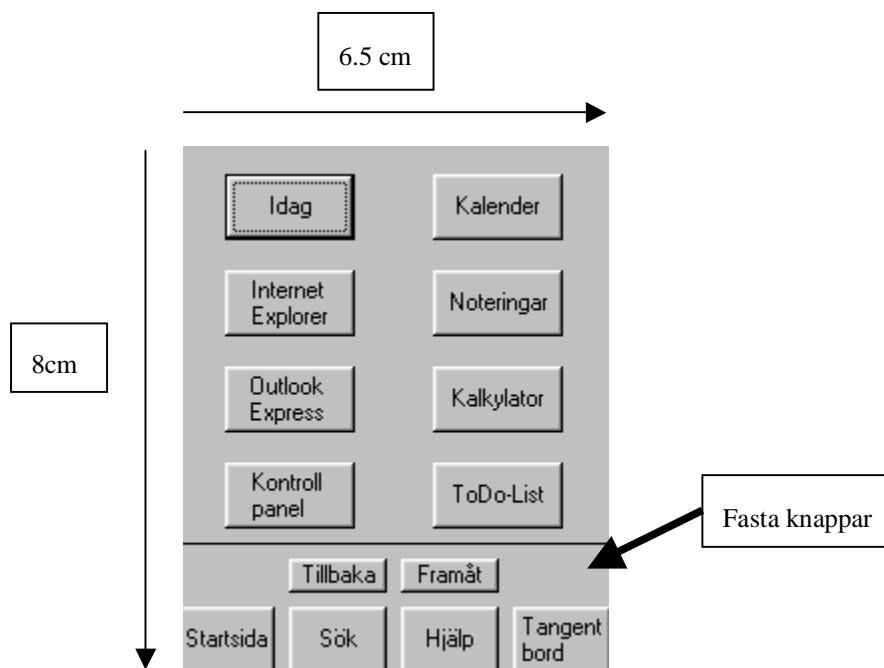 6.5 cm
Idag
Kalender
Internet
Explorer
Noteringar
8cm
Outlook
Express
Kalkylator
Kontroll
panel
ToDo-List
Fasta knappar
Tillbaka
Framåt
Startsida
Sök
Hjälp
Tangent
bord